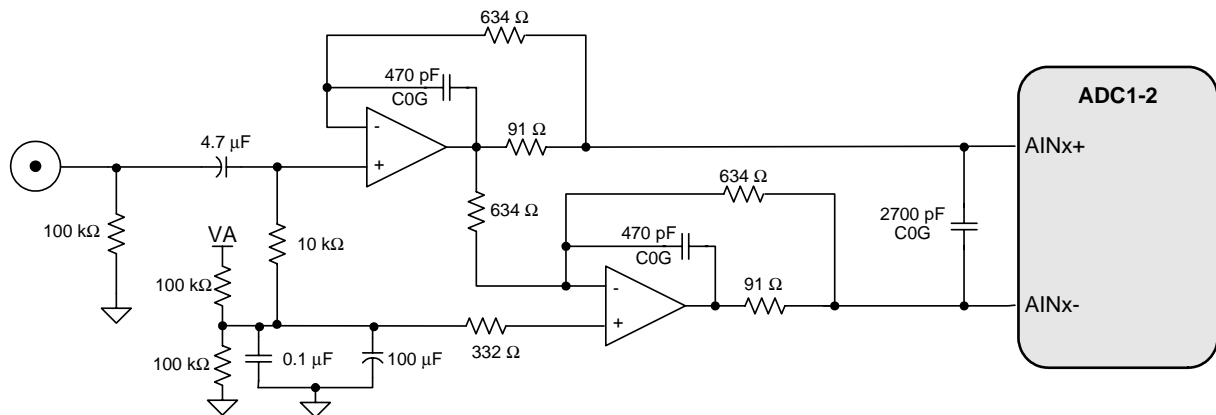 634 Ω
470 pF
C0G
ADC1-2
-
+
91 Ω
AINx+
4.7 µF
634 Ω
634 Ω
2700 pF
C0G
100 kΩ
VA
10 kΩ
470 pF
C0G
100 kΩ
91 Ω
-
+
AINx-
332 Ω
100 kΩ
0.1 µF
100 µF